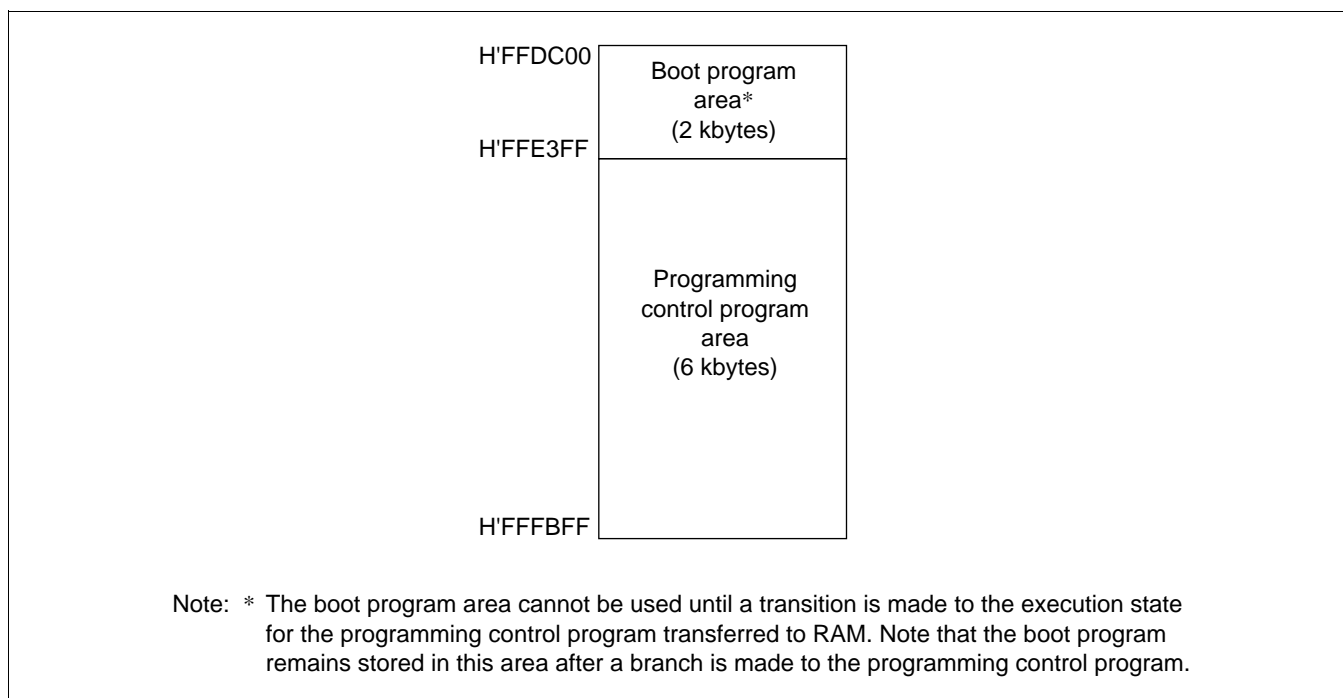 H'FFDC00
Boot program
area*
(2 kbytes)
H'FFE3FF
Programming
control program
area
(6 kbytes)
H'FFFBFF
Note: * The boot program area cannot be used until a transition is made to the execution state
for the programming control program transferred to RAM. Note that the boot program
remains stored in this area after a branch is made to the programming control program.